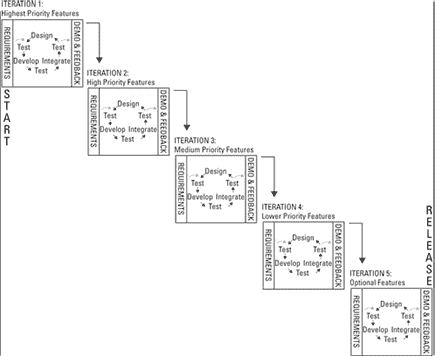 ITERATION 1:
Highest Priority Features
REQUIREMENTS
Design
Test Test
Develop Integrate
Test
DEMO & FEEDBACK
START
ITERATION 2:
High Priority Features
REQUIREMENTS
Design
Test Test
Develop Integrate
Test
DEMO & FEEDBACK
ITERATION 3:
Medium Priority Features
REQUIREMENTS
Design
Test Test
Develop Integrate
Test
DEMO & FEEDBACK
ITERATION 4:
Lower Priority Features
REQUIREMENTS
Design
Test Test
Develop Integrate
Test
DEMO & FEEDBACK
ITERATION 5:
Optional Features
REQUIREMENTS
Design
Test Test
Develop Integrate
Test
DEMO & FEEDBACK
RELEASE